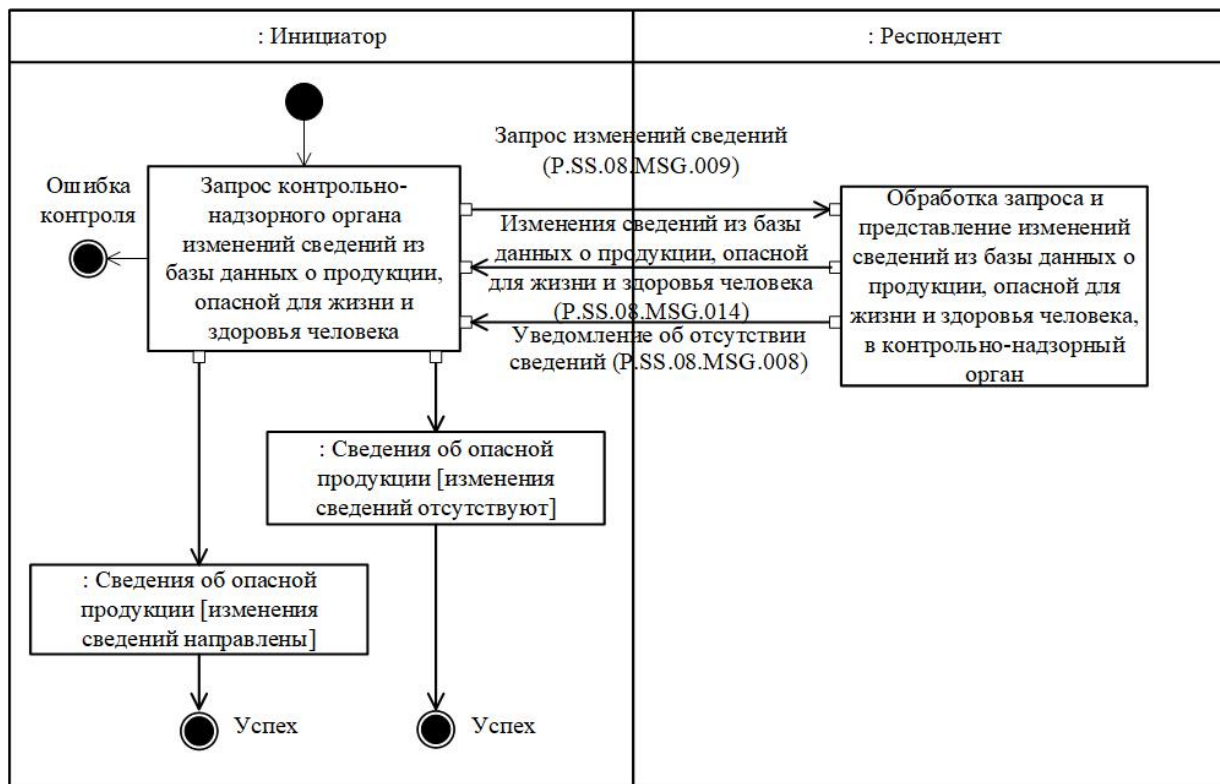 : Инициатор
: Респондент
Запрос изменений сведений
(P.SS.08.MSG.009)
Ошибка
контроля
Запрос контрольно-
надзорного органа
изменений сведений из
базы данных о продукции,
опасной для жизни и
здоровья человека
Изменения сведений из базы
данных о продукции, опасной
для жизни и здоровья человека
(P.SS.08.MSG.014)
Уведомление об отсутствии
сведений (P.SS.08.MSG.008)
Обработка запроса и
представление изменений
сведений из базы данных о
продукции, опасной для
жизни и здоровья человека,
в контрольно-надзорный
орган
: Сведения об опасной
продукции [изменения
сведений отсутствуют]
: Сведения об опасной
продукции [изменения
сведений направлены]
Успех
Успех